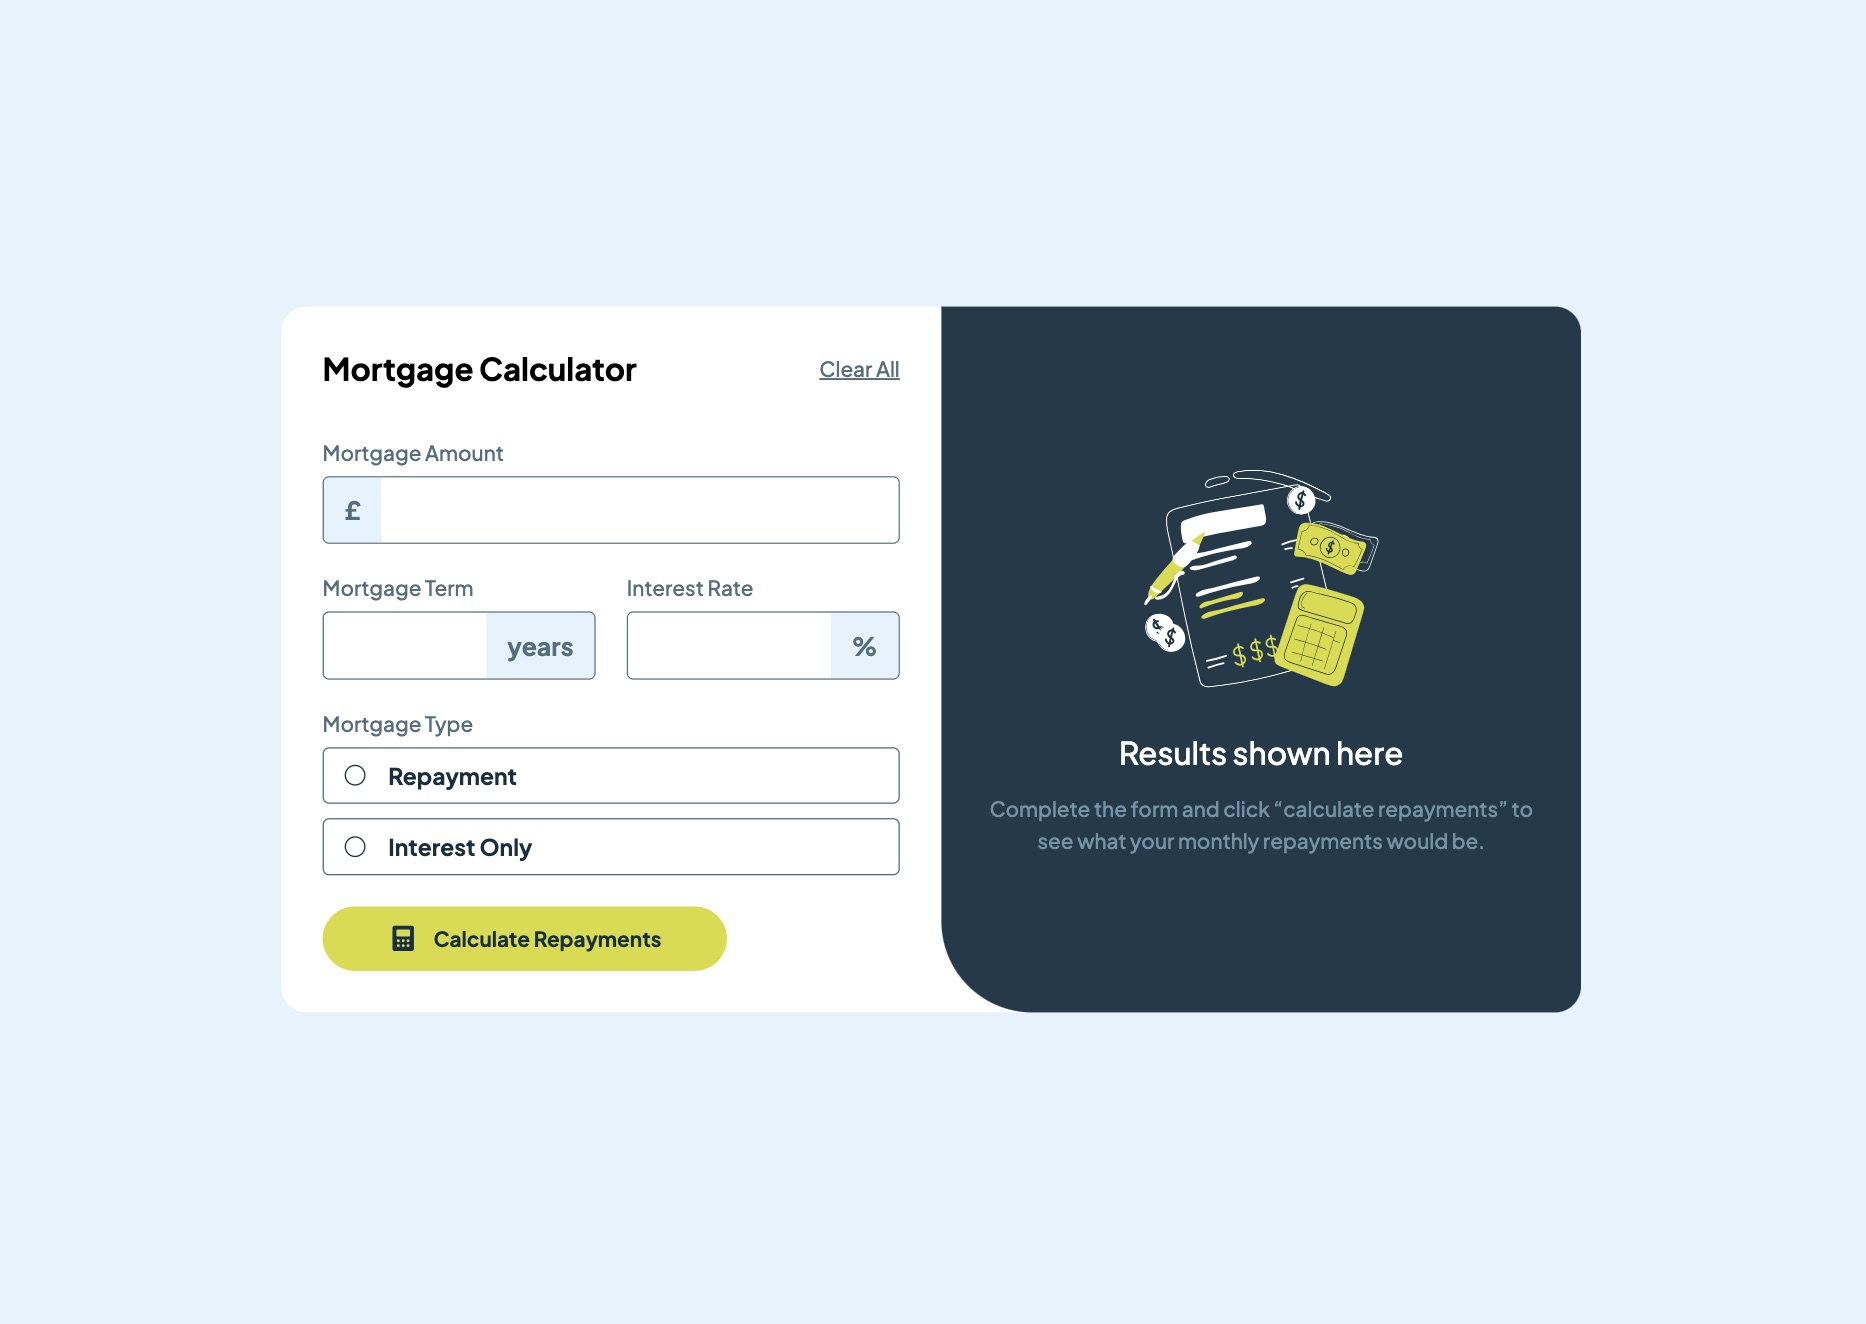 Mortgage Calculator
Clear All
Mortgage Amount
£
Mortgage Term
Interest Rate
years
%
Mortgage Type
Repayment
Interest Only
Calculate Repayments
$
$
$
$
$$$
Results shown here
Complete the form and click “calculate repayments” to
see what your monthly repayments would be.